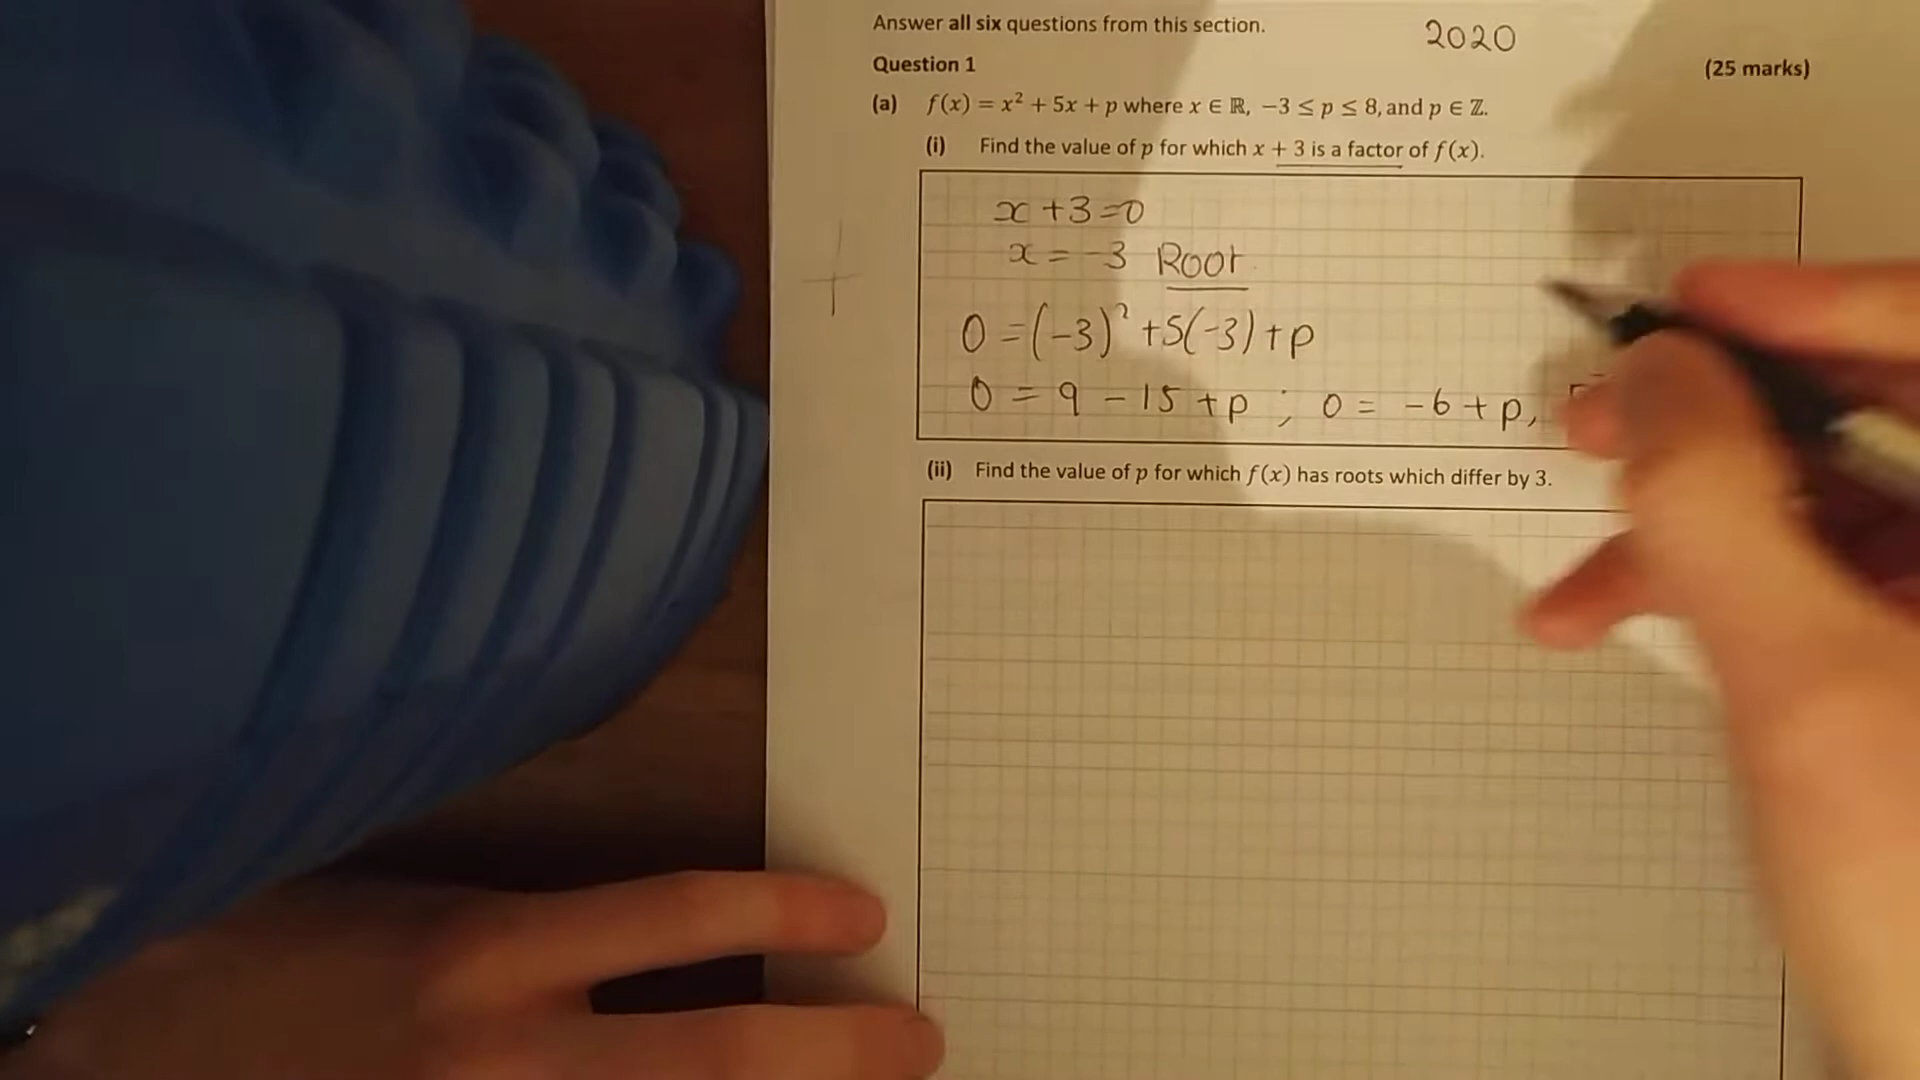 Answer all six questions from this section.
2020
Question 1
(25 marks)
(a) f(x) = x² + 5x + p where x ∈ ℝ, −3 ≤ p ≤ 8, and p ∈ ℤ.
(i) Find the value of p for which x + 3 is a factor of f(x).
x + 3 = 0
x = -3 Root
0 = (-3)² + 5(-3) + p
0 = 9 - 15 + p ; 0 = -6 + p,
(ii) Find the value of p for which f(x) has roots which differ by 3.